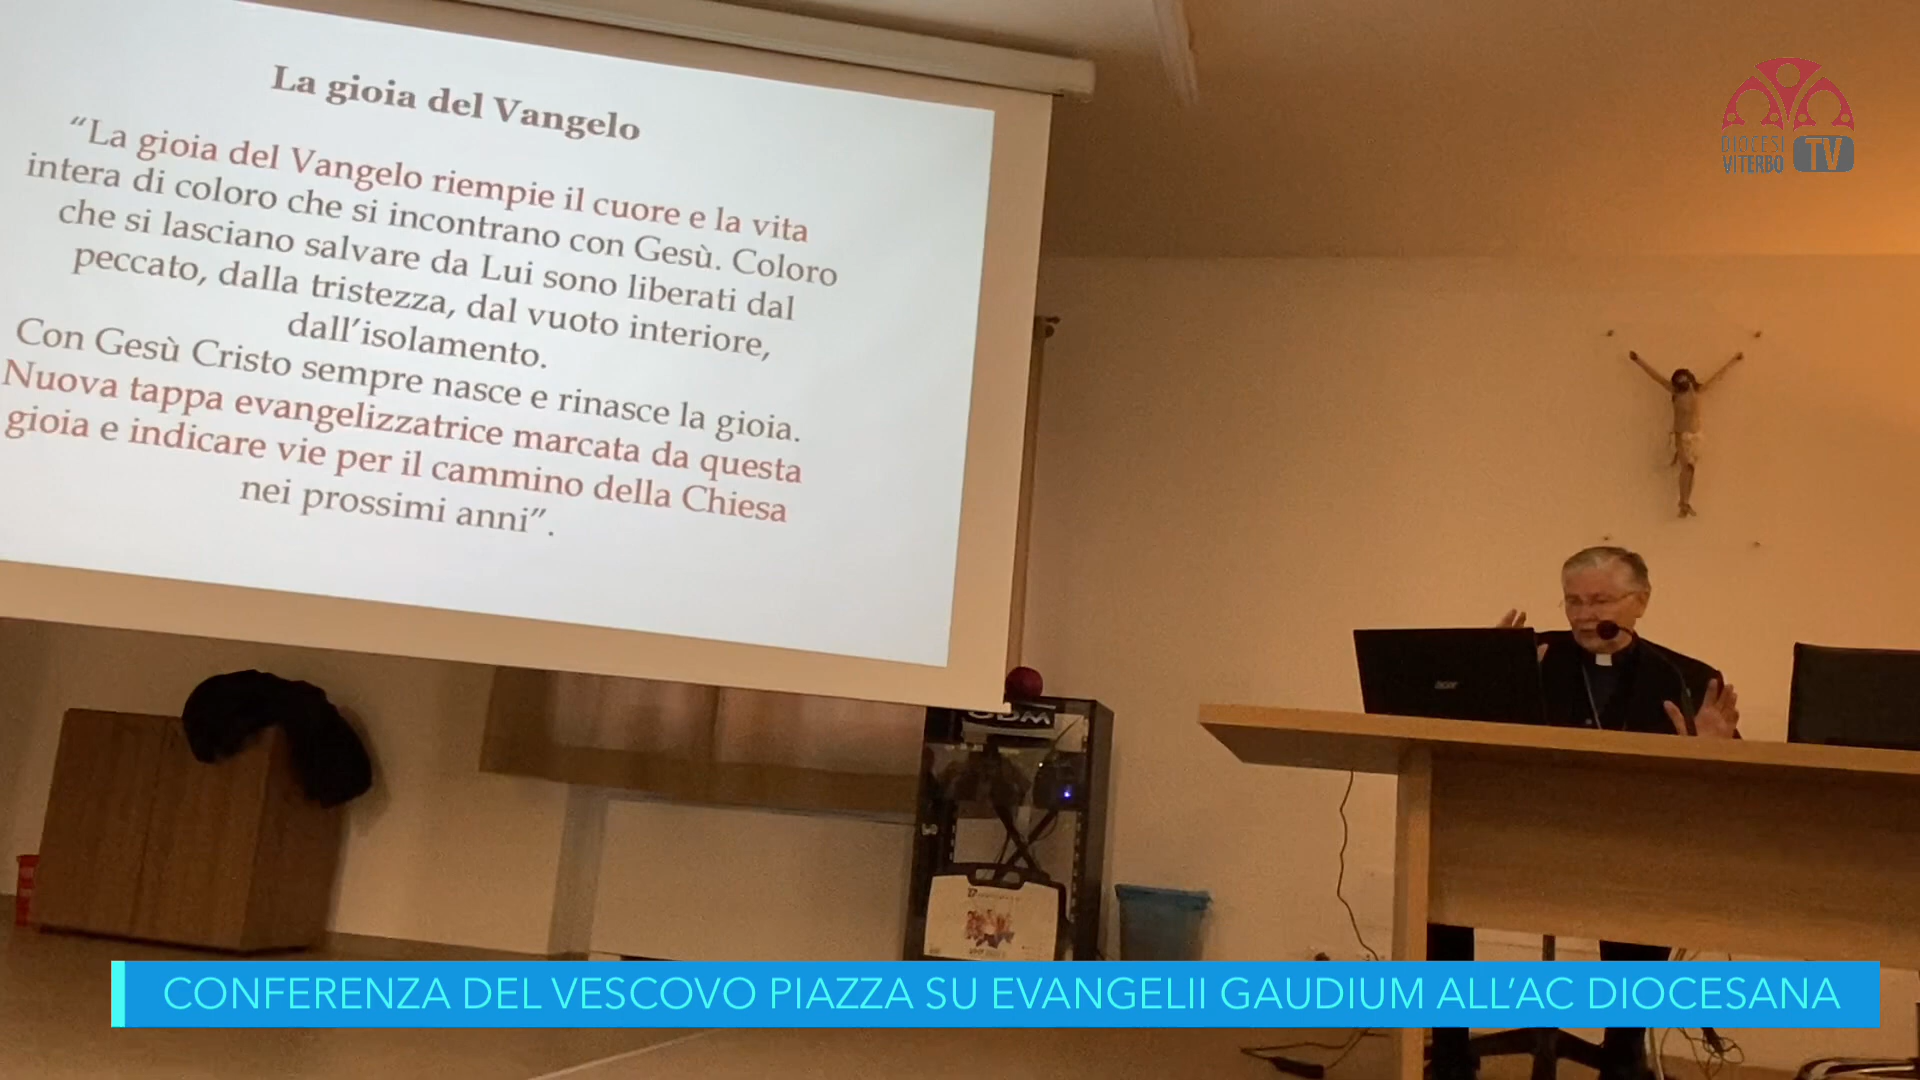 La gioia del Vangelo
“La gioia del Vangelo riempie il cuore e la vita
intera di coloro che si incontrano con Gesù. Coloro
che si lasciano salvare da Lui sono liberati dal
peccato, dalla tristezza, dal vuoto interiore,
dall’isolamento.
Con Gesù Cristo sempre nasce e rinasce la gioia.
Nuova tappa evangelizzatrice marcata da questa
gioia e indicare vie per il cammino della Chiesa
nei prossimi anni”.
DIOCESI
VITERBO TV
acer
CONFERENZA DEL VESCOVO PIAZZA SU EVANGELII GAUDIUM ALL’AC DIOCESANA